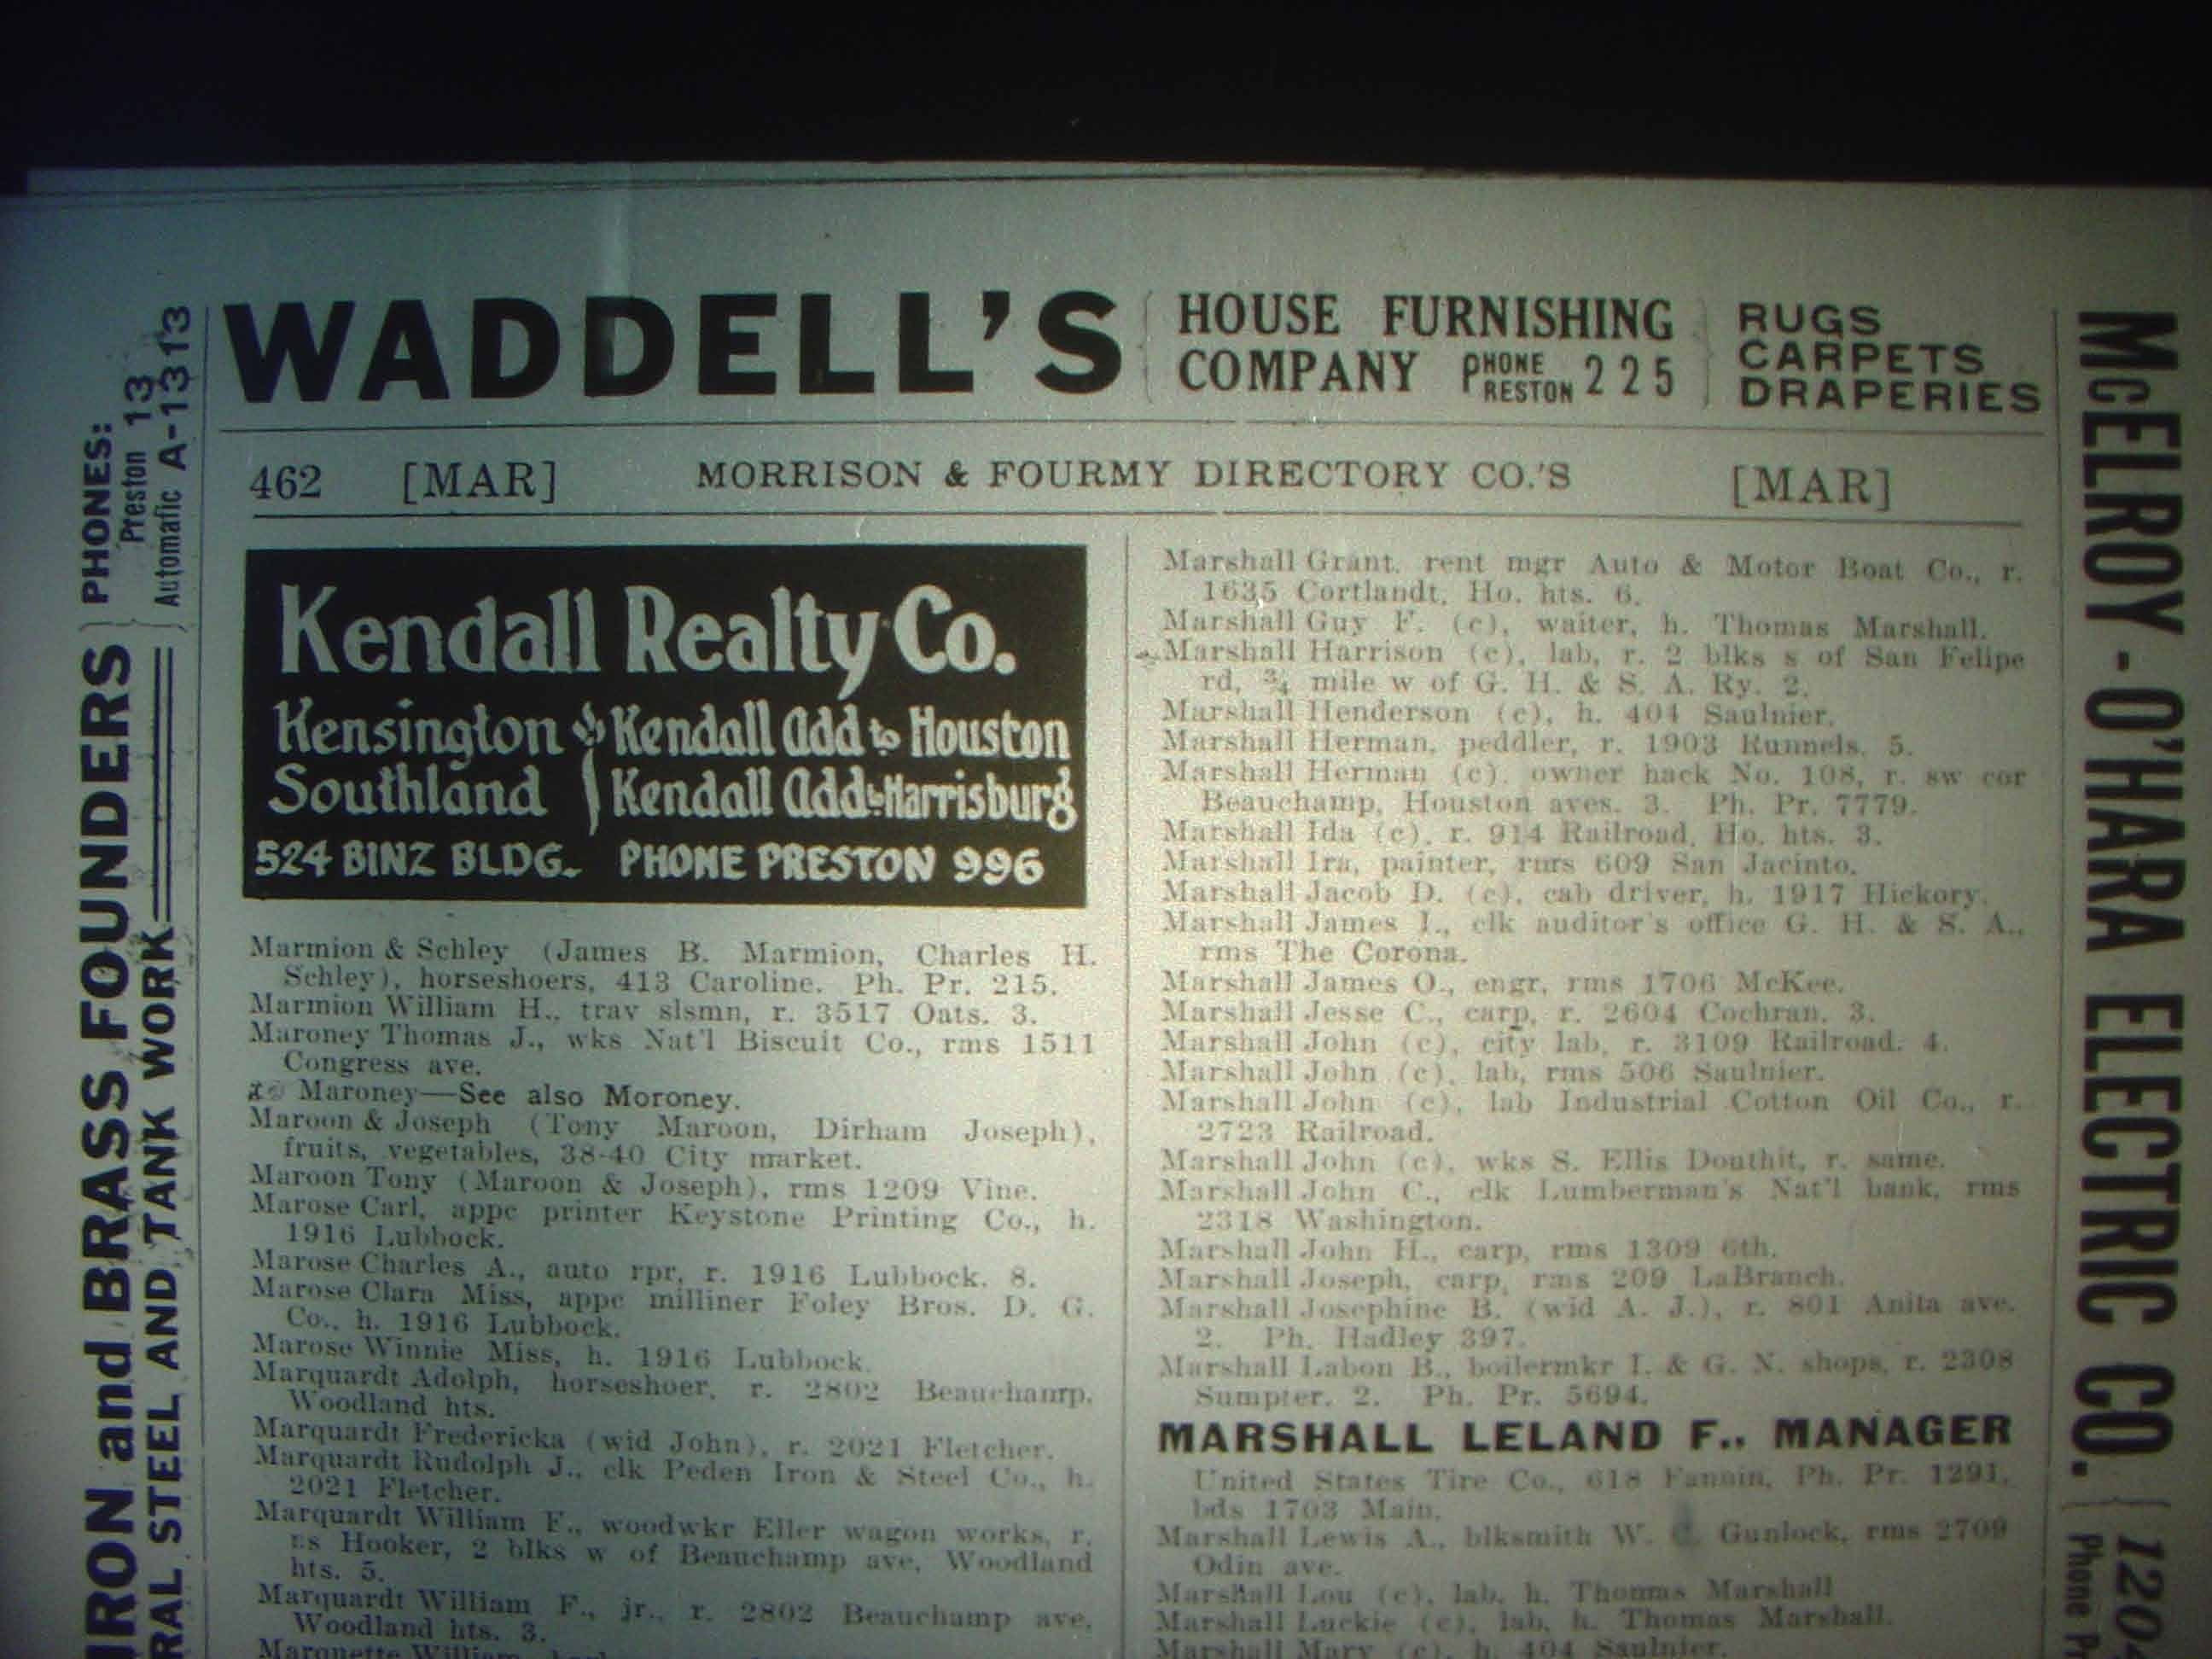 WADDELL'S
HOUSE FURNISHING
COMPANY PHONE PRESTON 225
RUGS
CARPETS
DRAPERIES
462 [MAR] MORRISON & FOURMY DIRECTORY CO.'S [MAR]
Kendall Realty Co.
Kensington
Southland
Kendall Add to Houston
Kendall Add to Harrisburg
524 BINZ BLDG. PHONE PRESTON 996
Marmion & Schley (James B. Marmion, Charles H.
Schley), horseshoers, 413 Caroline. Ph. Pr. 215.
Marmion William H., trav slsmn, r. 3517 Oats. 3.
Maroney Thomas J., wks Nat'l Biscuit Co., rms 1511
Congress ave.
Maroney—See also Moroney.
Maroon & Joseph (Tony Maroon, Dirham Joseph),
fruits, vegetables, 38-40 City market.
Maroon Tony (Maroon & Joseph), rms 1209 Vine.
Marose Carl, appc printer Keystone Printing Co., h.
1916 Lubbock.
Marose Charles A., auto rpr, r. 1916 Lubbock. 8.
Marose Clara Miss, appc milliner Foley Bros. D. G.
Co., h. 1916 Lubbock.
Marose Winnie Miss, h. 1916 Lubbock.
Marquardt Adolph, horseshoer, r. 2802 Beauchamp,
Woodland hts.
Marquardt Fredericka (wid John), r. 2021 Fletcher.
Marquardt Rudolph J., clk Peden Iron & Steel Co., h.
2021 Fletcher.
Marquardt William F., woodwkr Eller wagon works, r.
Hooker, 2 blks w of Beauchamp ave, Woodland
hts. 5.
Marquardt William F., jr., r. 2802 Beauchamp ave,
Woodland hts. 3.
Marquette William,
Marshall Grant, rent mgr Auto & Motor Boat Co., r.
1635 Cortlandt, Ho. hts. 6.
Marshall Guy F. (c), waiter, h. Thomas Marshall.
Marshall Harrison (c), lab, r. 2 blks s of San Felipe
rd, ¾ mile w of G. H. & S. A. Ry. 2.
Marshall Henderson (c), h. 404 Saulnier.
Marshall Herman, peddler, r. 1903 Runnels. 5.
Marshall Herman (c), owner hack No. 108, r. sw cor
Beauchamp, Houston aves. 3. Ph. Pr. 7779.
Marshall Ida (c), r. 914 Railroad, Ho. hts. 3.
Marshall Ira, painter, rms 609 San Jacinto.
Marshall Jacob D. (c), cab driver, h. 1917 Hickory.
Marshall James I., clk auditor's office G. H. & S. A.,
rms The Corona.
Marshall James O., engr, rms 1706 McKee.
Marshall Jesse C., carp, r. 2604 Cochran. 3.
Marshall John (c), city lab, r. 3109 Railroad. 4.
Marshall John (c), lab, rms 506 Saulnier.
Marshall John (c), lab Industrial Cotton Oil Co., r.
2723 Railroad.
Marshall John (c), wks S. Ellis Douthit, r. same.
Marshall John C., clk Lumberman's Nat'l bank, rms
2318 Washington.
Marshall John H., carp, rms 1309 6th.
Marshall Joseph, carp, rms 209 LaBranch.
Marshall Josephine B. (wid A. J.), r. 801 Anita ave.
2. Ph. Hadley 397.
Marshall Labon B., boilermkr I. & G. N. shops, r. 2308
Sumpter. 2. Ph. Pr. 5694.
MARSHALL LELAND F., MANAGER
United States Tire Co., 618 Fannin, Ph. Pr. 1291,
bds 1703 Main.
Marshall Lewis A., blksmith W. Gunlock, rms 2709
Odin ave.
Marshall Lou (c), lab, h. Thomas Marshall
Marshall Luckie (c), lab, h. Thomas Marshall.
Marshall Mary (c), h. 404 Saulnier.
IRON and BRASS FOUNDERS
RAL STEEL AND TANK WORK
PHONES:
Preston 13
Automatic A-1313
McELROY-O'HARA ELECTRIC CO.
120
Phone Pr